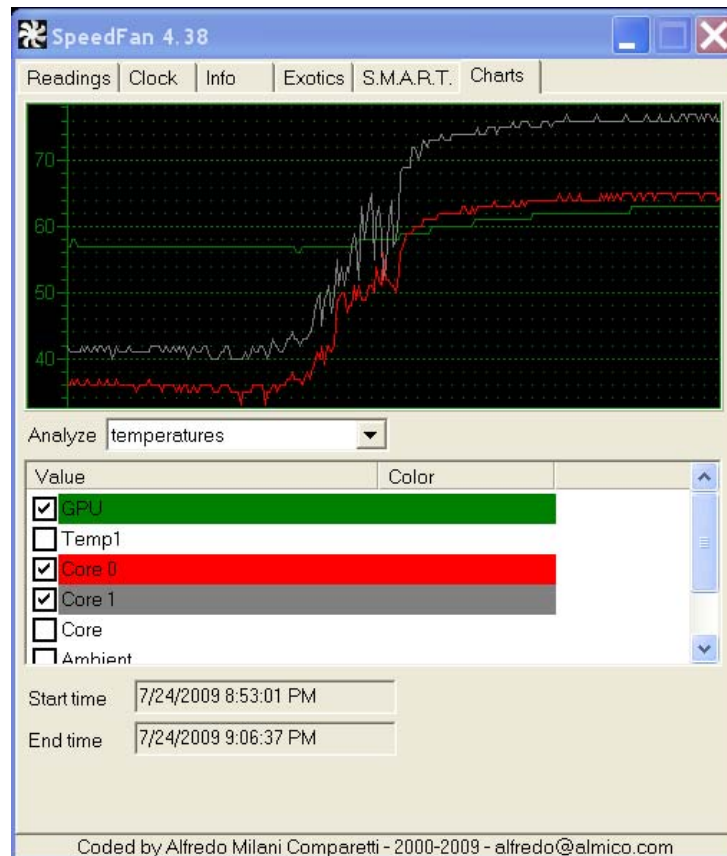 SpeedFan 4.38
Readings Clock Info Exotics S.M.A.R.T. Charts
70
60
50
40
Analyze temperatures
Value Color
GPU
Temp1
Core 0
Core 1
Core
Ambient
Start time 7/24/2009 8:53:01 PM
End time 7/24/2009 9:06:37 PM
Coded by Alfredo Milani Comparetti - 2000-2009 - alfredo@almico.com